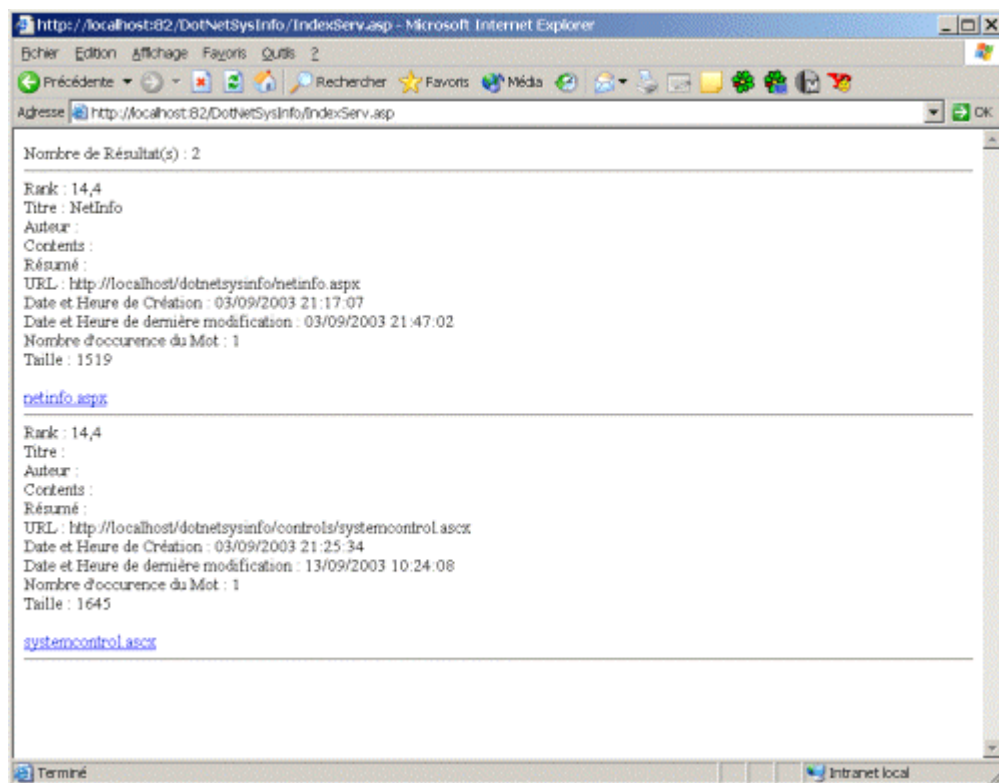 http://localhost:82/DotNetSysInfo/IndexServ.asp - Microsoft Internet Explorer
Fichier Edition Affichage Favoris Outils ?
Précédente Rechercher Favoris Média
Adresse http://localhost:82/DotNetSysInfo/IndexServ.asp OK
Nombre de Résultat(s) : 2
Rank : 14,4
Titre : NetInfo
Auteur :
Contents :
Résumé :
URL : http://localhost/dotnetsysinfo/netinfo.aspx
Date et Heure de Création : 03/09/2003 21:17:07
Date et Heure de dernière modification : 03/09/2003 21:47:02
Nombre d'occurence du Mot : 1
Taille : 1519
netinfo.aspx
Rank : 14,4
Titre :
Auteur :
Contents :
Résumé :
URL : http://localhost/dotnetsysinfo/controls/systemcontrol.ascx
Date et Heure de Création : 03/09/2003 21:25:34
Date et Heure de dernière modification : 13/09/2003 10:24:08
Nombre d'occurence du Mot : 1
Taille : 1645
systemcontrol.ascx
Terminé Intranet local